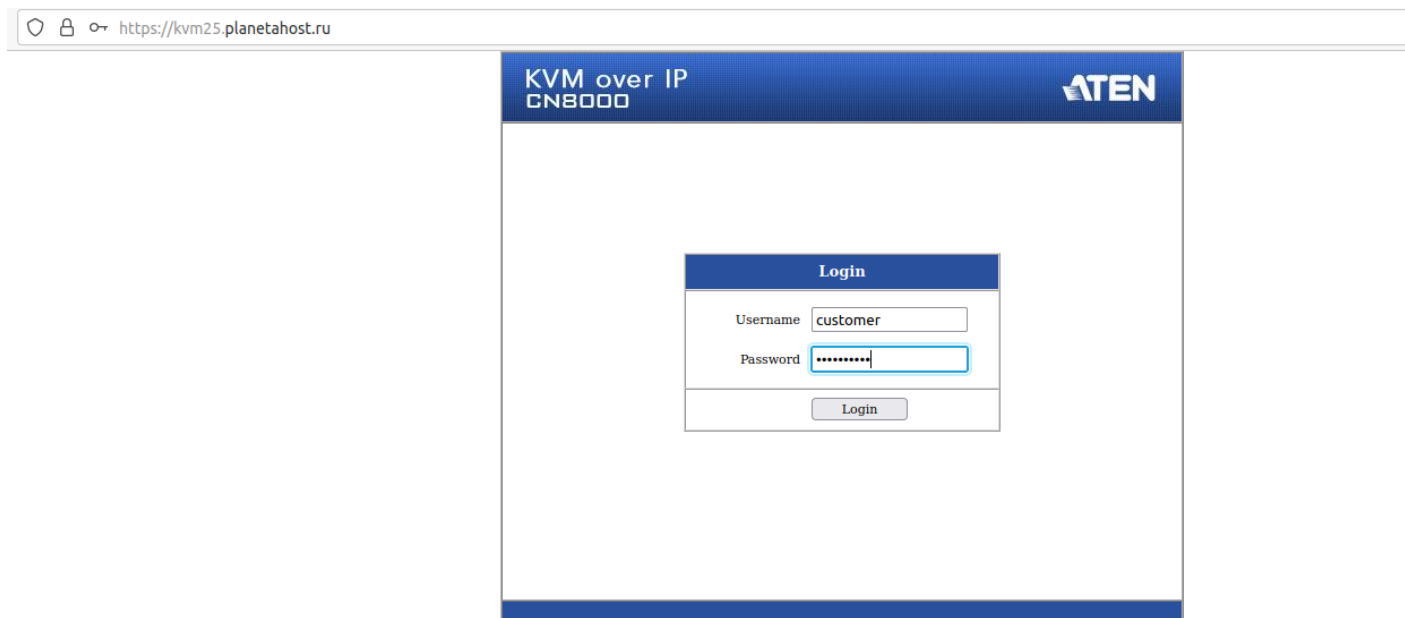 https://kvm25.planetahost.ru
KVM over IP
CN8000
ATEN
Login
Username customer
Password ••••••••••
Login